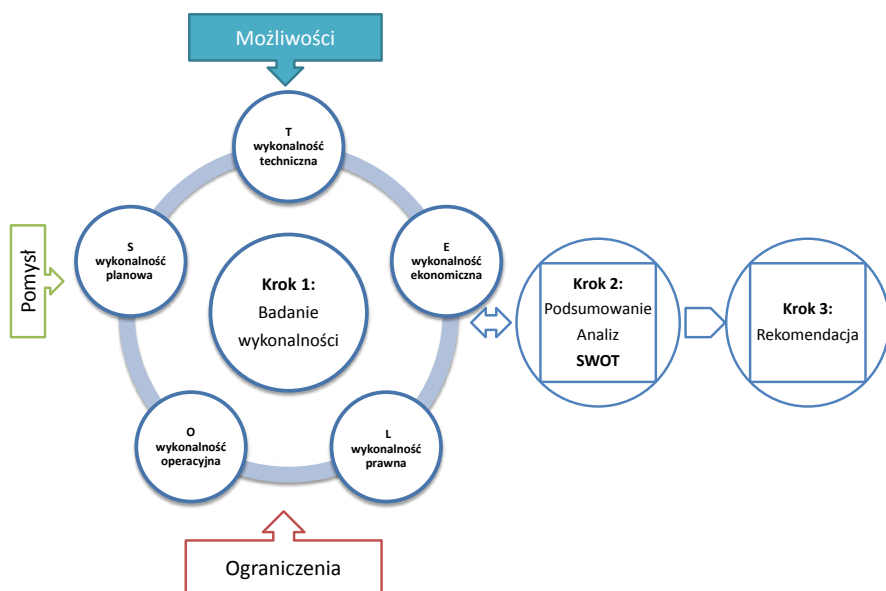 Możliwości
T
wykonalność
techniczna
S
wykonalność
planowa
E
wykonalność
ekonomiczna
Pomysł
Krok 1:
Badanie
wykonalności
Krok 2:
Podsumowanie
Analiz
SWOT
Krok 3:
Rekomendacja
O
wykonalność
operacyjna
L
wykonalność
prawna
Ograniczenia